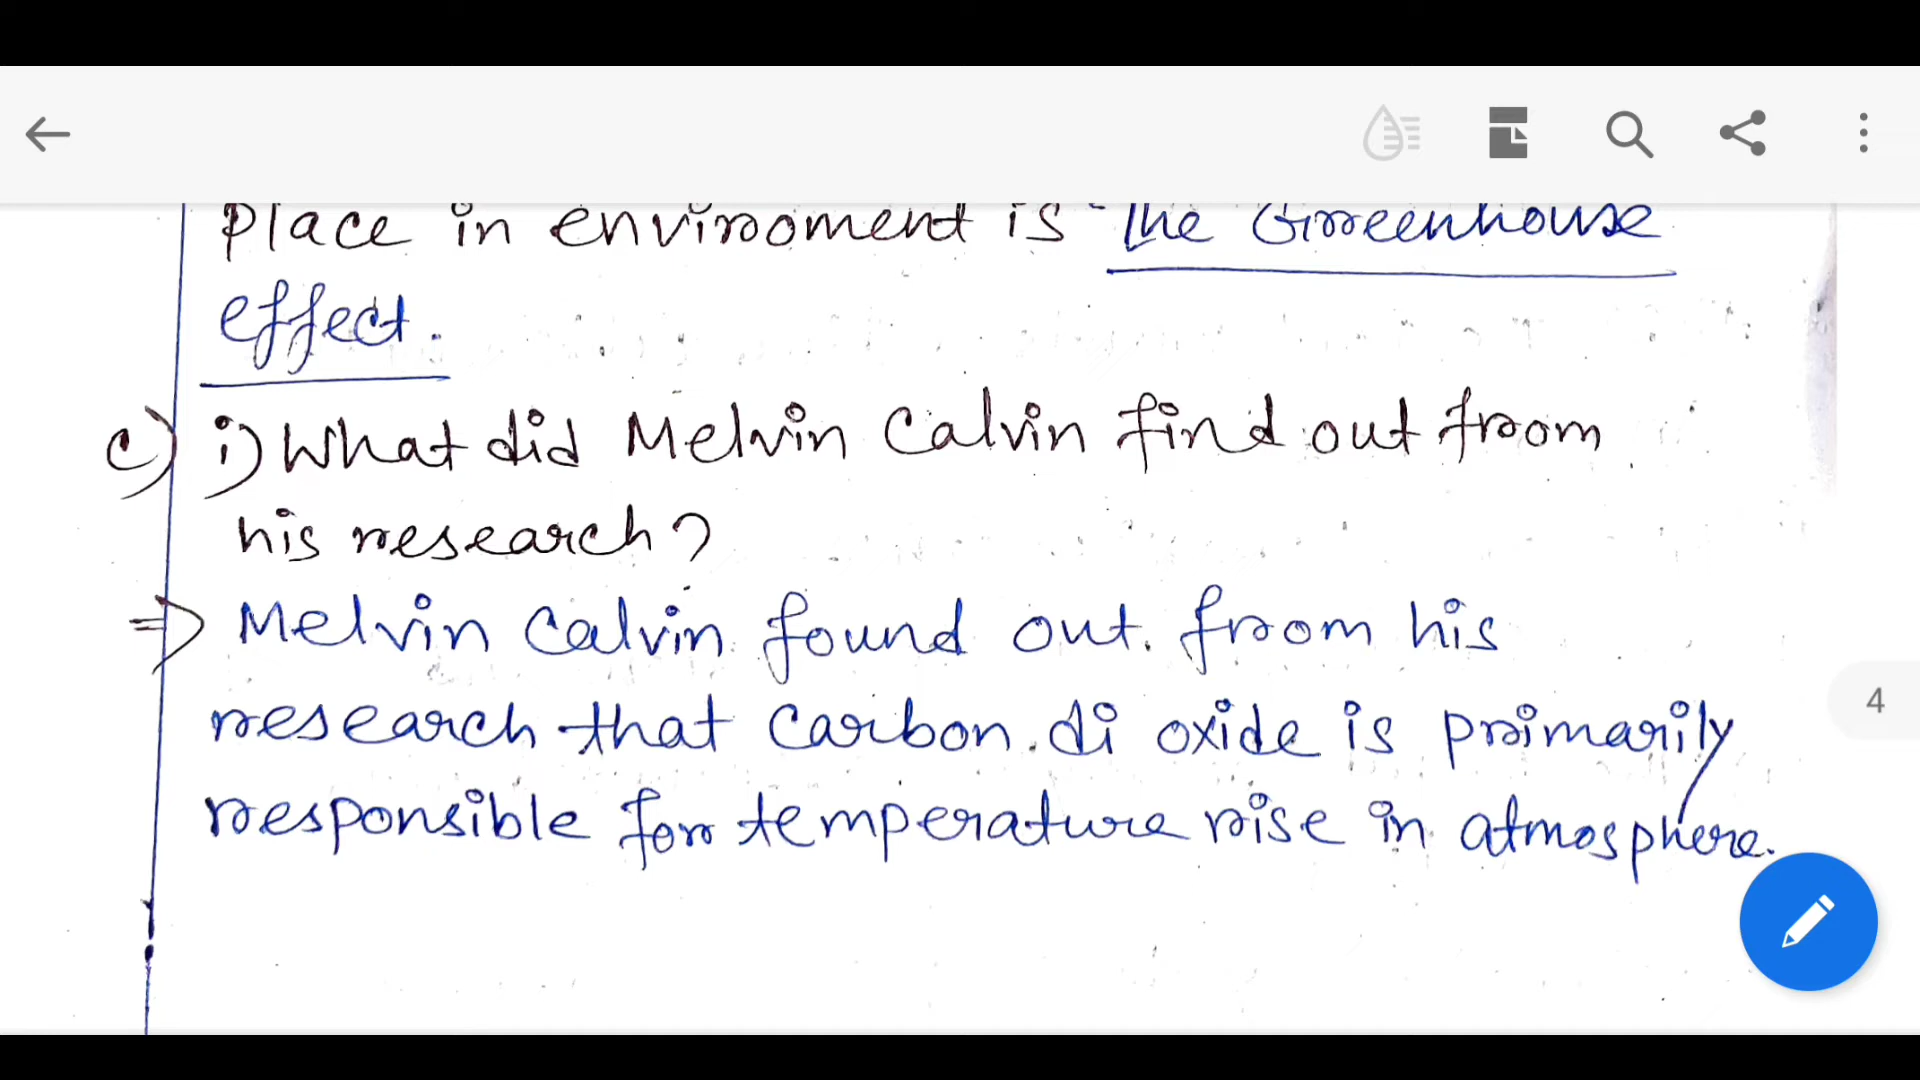 Place in enviroment is "The Greenhouse
effect.
c) i) What did Melvin Calvin find out from
his research?
⇒ Melvin Calvin found out from his
research that carbon di oxide is primarily
4
responsible for temperature rise in atmosphere.